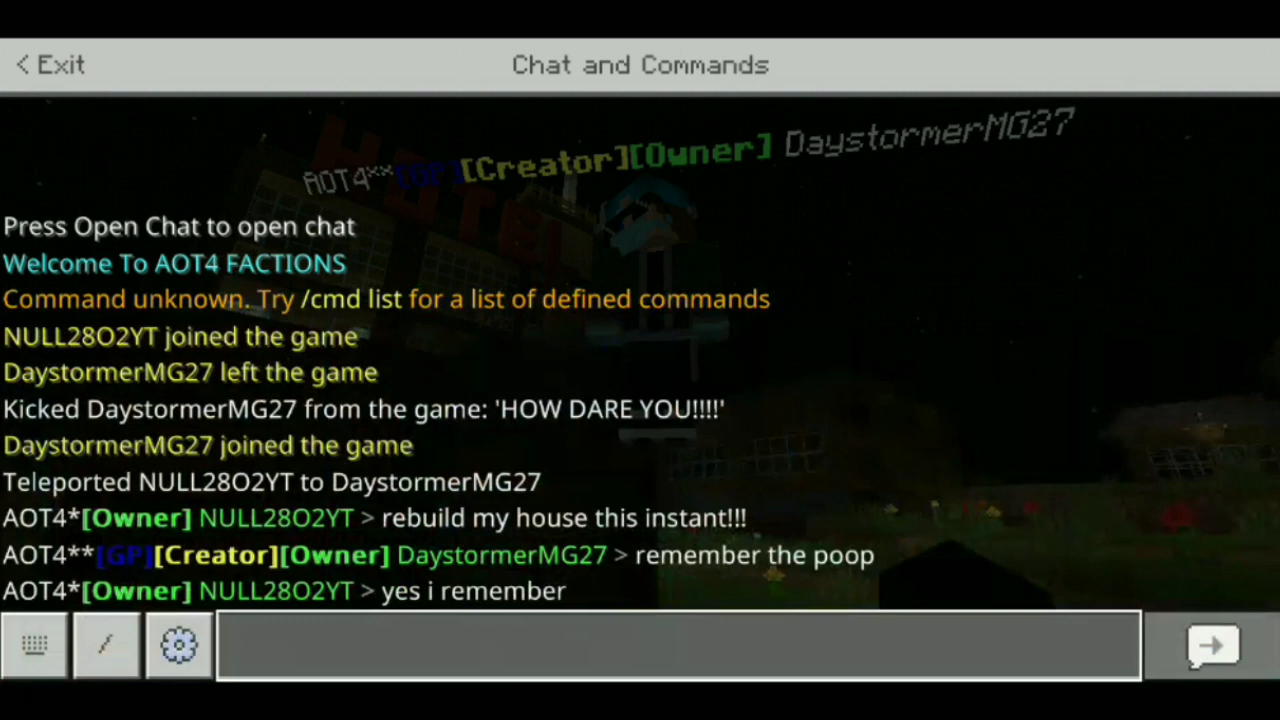 < Exit
Chat and Commands
AOT4**[GP][Creator][Owner] DaystormerMG27
HOTEL
Press Open Chat to open chat
Welcome To AOT4 FACTIONS
Command unknown. Try /cmd list for a list of defined commands
NULL28O2YT joined the game
DaystormerMG27 left the game
Kicked DaystormerMG27 from the game: 'HOW DARE YOU!!!!'
DaystormerMG27 joined the game
Teleported NULL28O2YT to DaystormerMG27
AOT4*[Owner] NULL28O2YT > rebuild my house this instant!!!
AOT4**[GP][Creator][Owner] DaystormerMG27 > remember the poop
AOT4*[Owner] NULL28O2YT > yes i remember
/